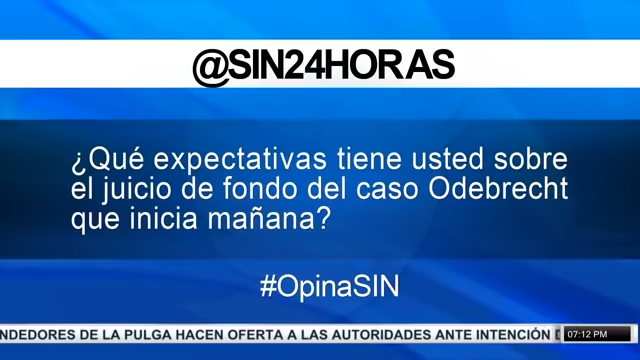 @SIN24HORAS
¿Qué expectativas tiene usted sobre
el juicio de fondo del caso Odebrecht
que inicia mañana?
#OpinaSIN
NDEDORES DE LA PULGA HACEN OFERTA A LAS AUTORIDADES ANTE INTENCIÓN
07:12 PM